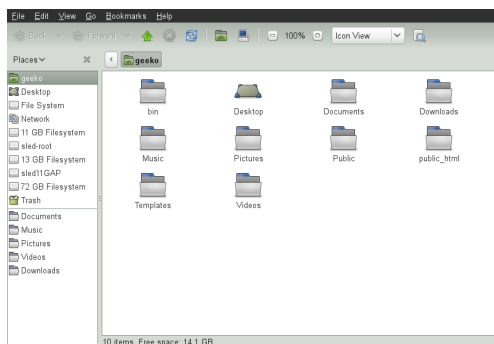 File Edit View Go Bookmarks Help
Back Forward 100% Icon View
Places geeko
geeko
Desktop
File System
Network
11 GB Filesystem
sled-root
13 GB Filesystem
sled11GAP
72 GB Filesystem
Trash
Documents
Music
Pictures
Videos
Downloads
bin Desktop Documents Downloads
Music Pictures Public public_html
Templates Videos
10 items, Free space: 14.1 GB